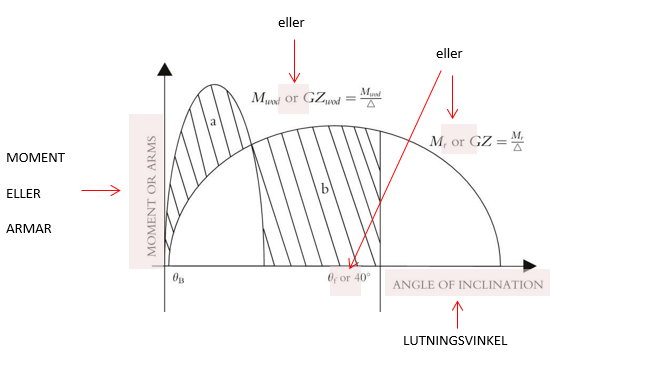 eller
eller
M_wod or GZ_wod = M_wod/△
a
M_r or GZ = M_r/△
MOMENT
ELLER
ARMAR
MOMENT OR ARMS
b
θ_B
θ_f or 40°
ANGLE OF INCLINATION
LUTNINGSVINKEL